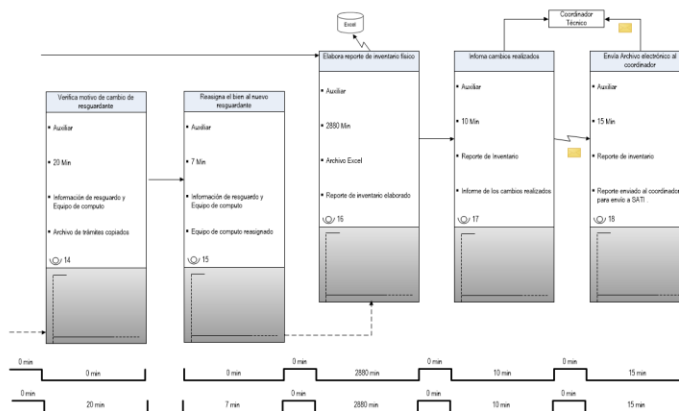 Excel
Coordinador
Técnico
Elabora reporte de inventario físico
• Auxiliar
• 2880 Min
• Archivo Excel
• Reporte de inventario elaborado
16
Informa cambios realizados
• Auxiliar
• 10 Min
• Reporte de Inventario
• Informe de los cambios realizados
17
Envía Archivo electrónico al
coordinador
• Auxiliar
• 15 Min
• Reporte de inventario
• Reporte enviado al coordinador
para envío a SATI
18
Verifica motivo de cambio de
resguardante
• Auxiliar
• 20 Min
• Información de resguardo y
Equipo de computo
• Archivo de trámites copiados
14
Reasigna el bien al nuevo
resguardante
• Auxiliar
• 7 Min
• Información de resguardo y
Equipo de computo
• Equipo de computo reasignado
15
0 min
0 min
0 min
0 min
2880 min
0 min
10 min
0 min
15 min
0 min
20 min
7 min
0 min
2880 min
0 min
10 min
0 min
15 min